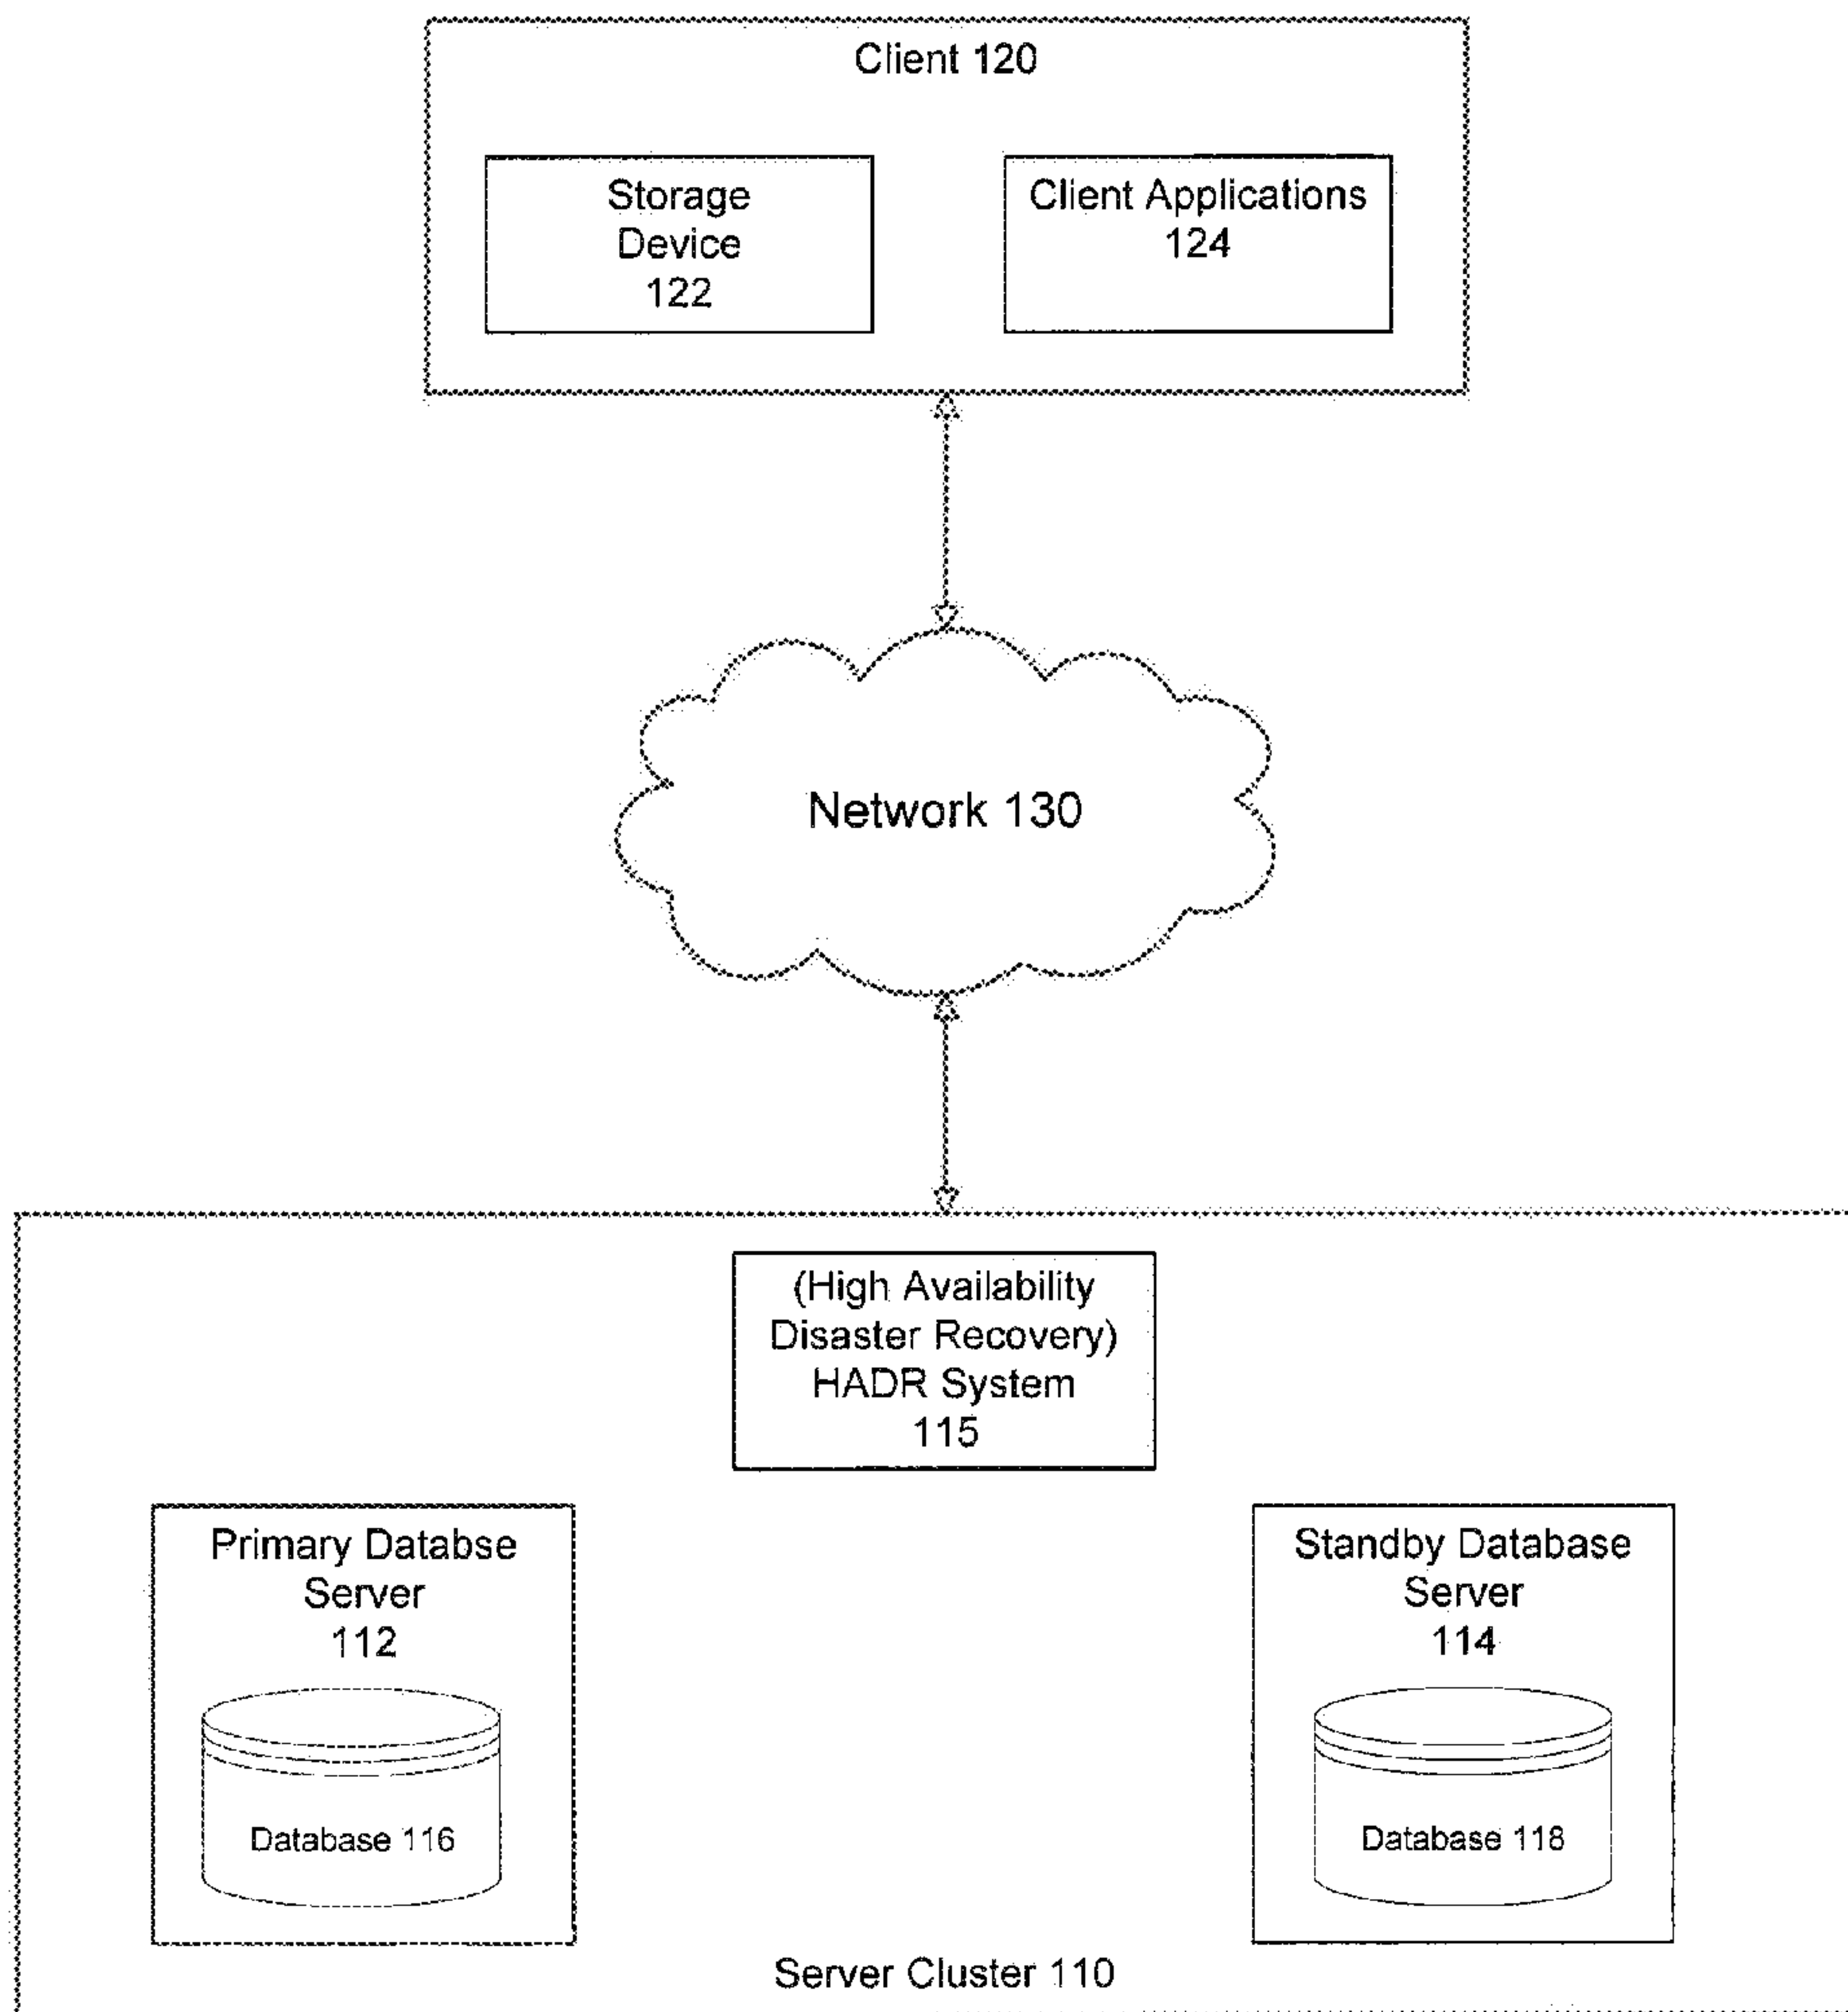 Client 120
Storage
Device
122
Client Applications
124
Network 130
(High Availability
Disaster Recovery)
HADR System
115
Primary Databse
Server
112
Database 116
Standby Database
Server
114
Database 118
Server Cluster 110